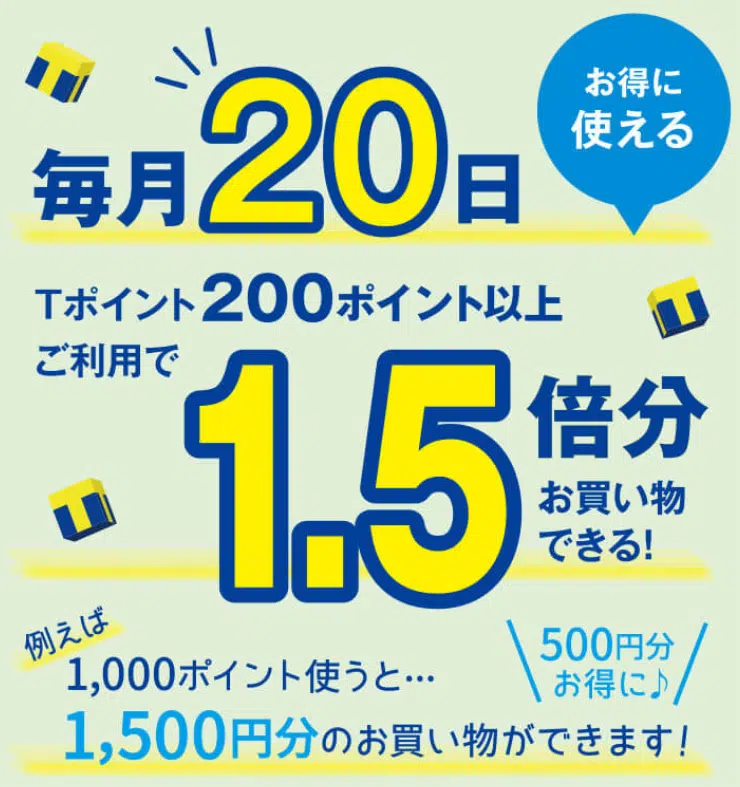 お得に
使える
毎月20日
Tポイント200ポイント以上
ご利用で
1.5倍分
お買い物
できる!
例えば
1,000ポイント使うと…
500円分
お得に♪
1,500円分のお買い物ができます!
T
T
T